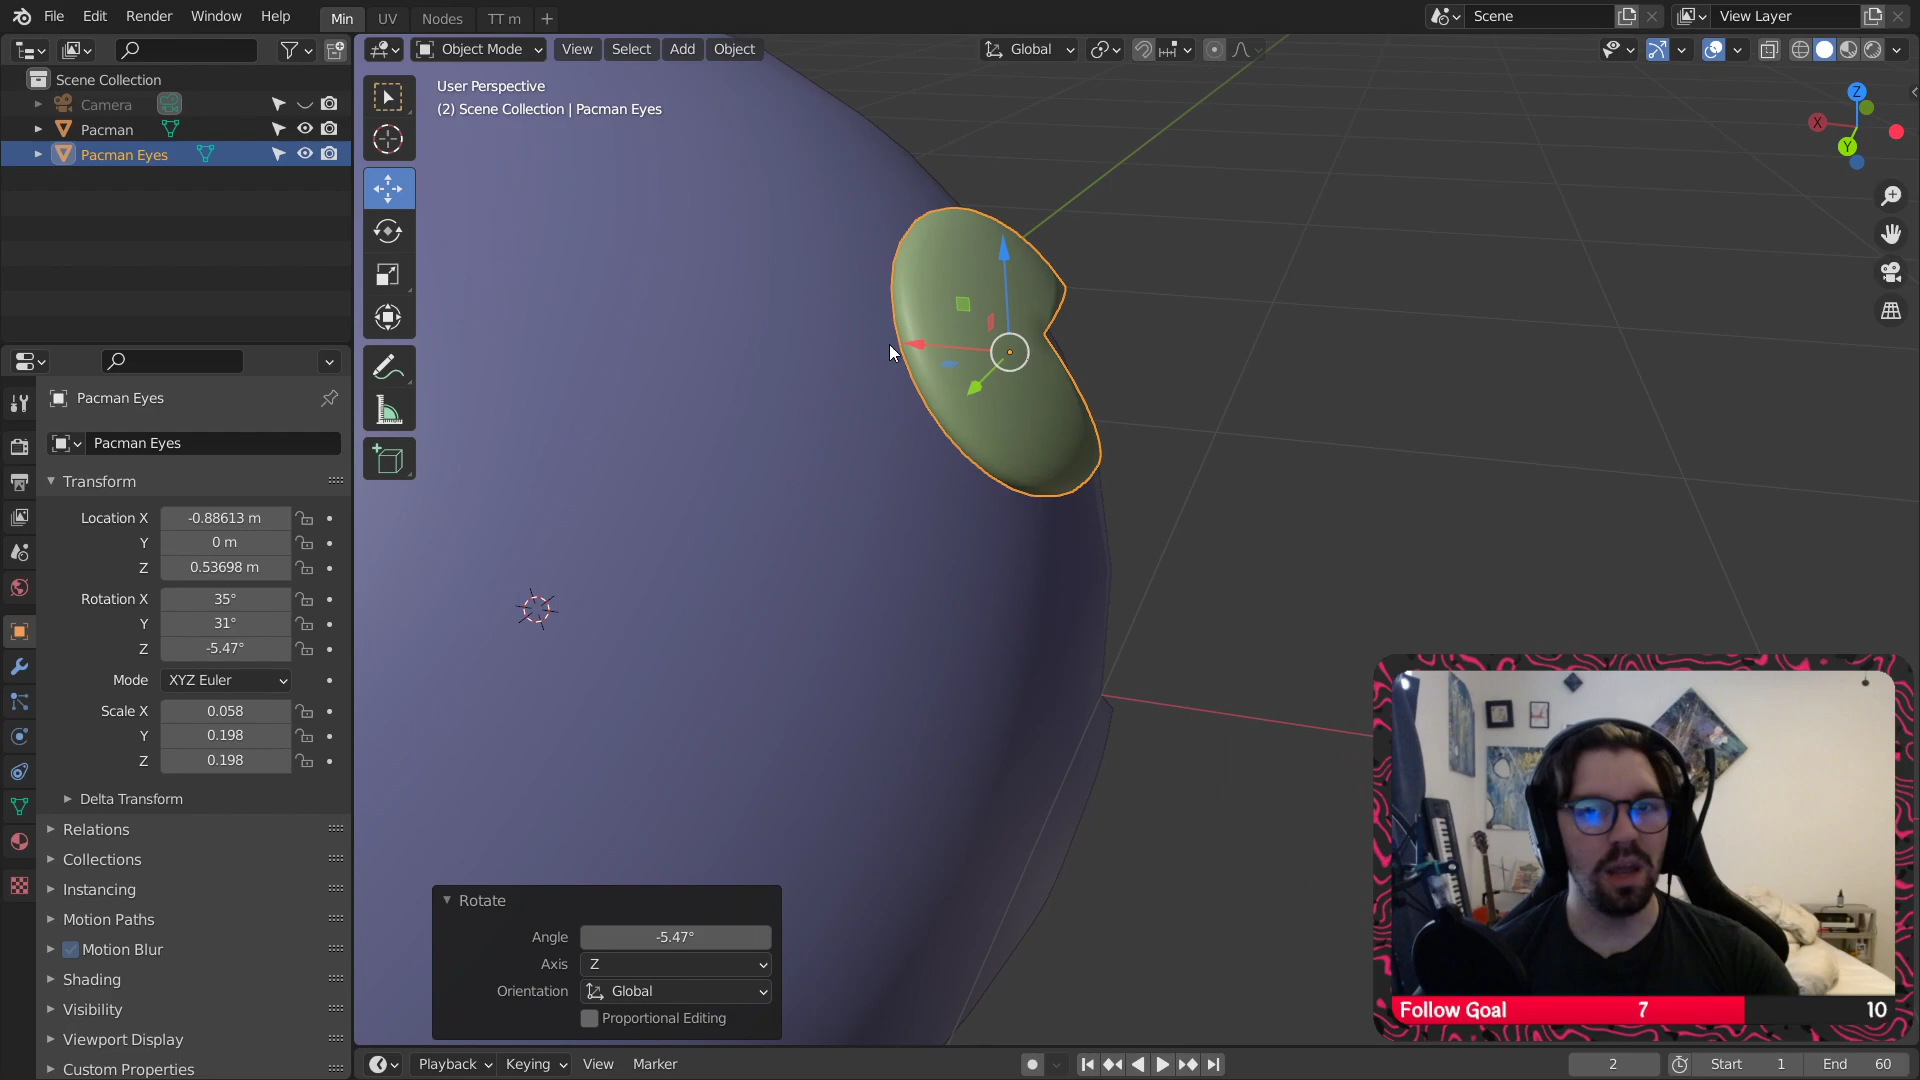 File Edit Render Window Help Min UV Nodes TT m Scene View Layer
Object Mode View Select Add Object Global
Scene Collection
Camera
Pacman
Pacman Eyes
User Perspective
(2) Scene Collection | Pacman Eyes
Z
X
Y
Pacman Eyes
Pacman Eyes
Transform
Location X -0.88613 m
Y 0 m
Z 0.53698 m
Rotation X 35°
Y 31°
Z -5.47°
Mode XYZ Euler
Scale X 0.058
Y 0.198
Z 0.198
Delta Transform
Relations
Collections
Instancing
Motion Paths
Motion Blur
Shading
Visibility
Viewport Display
Custom Properties
Rotate
Angle -5.47°
Axis Z
Orientation Global
Proportional Editing
Follow Goal 7 10
Playback Keying View Marker 2 Start 1 End 60